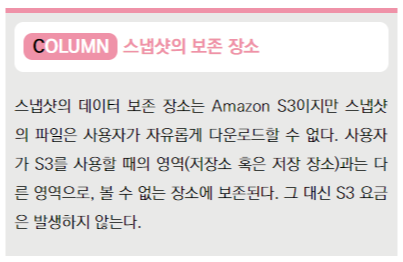 COLUMN 스냅샷의 보존 장소
스냅샷의 데이터 보존 장소는 Amazon S3이지만 스냅샷
의 파일은 사용자가 자유롭게 다운로드할 수 없다. 사용자
가 S3를 사용할 때의 영역(저장소 혹은 저장 장소)과는 다
른 영역으로, 볼 수 없는 장소에 보존된다. 그 대신 S3 요금
은 발생하지 않는다.